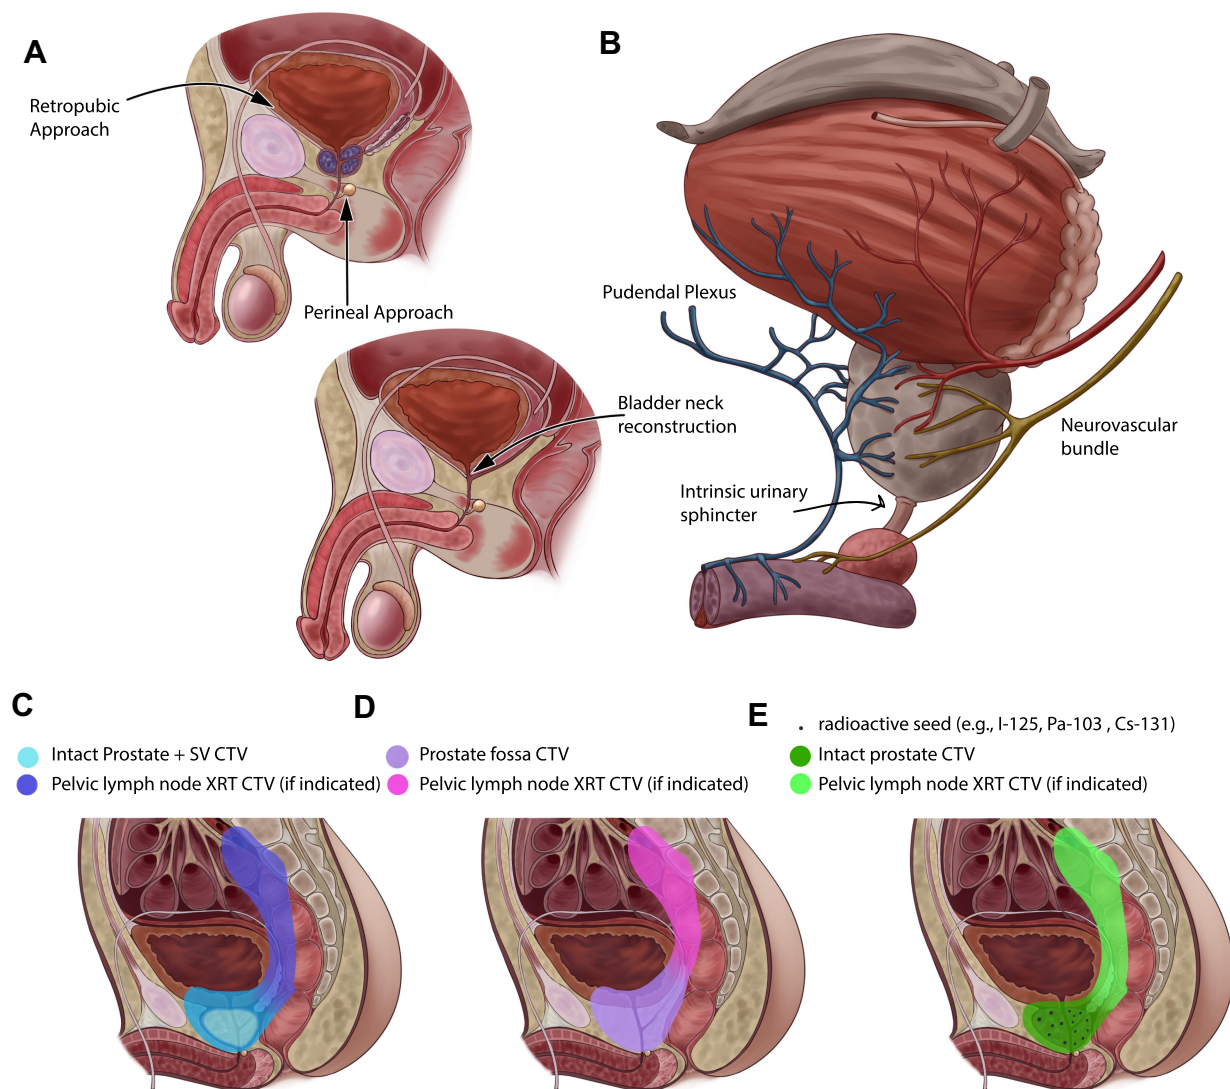 A
Retropubic
Approach
Perineal Approach
Bladder neck
reconstruction
B
Pudendal Plexus
Neurovascular
bundle
Intrinsic urinary
sphincter
C
Intact Prostate + SV CTV
Pelvic lymph node XRT CTV (if indicated)
D
Prostate fossa CTV
Pelvic lymph node XRT CTV (if indicated)
E
radioactive seed (e.g., I-125, Pa-103 , Cs-131)
Intact prostate CTV
Pelvic lymph node XRT CTV (if indicated)